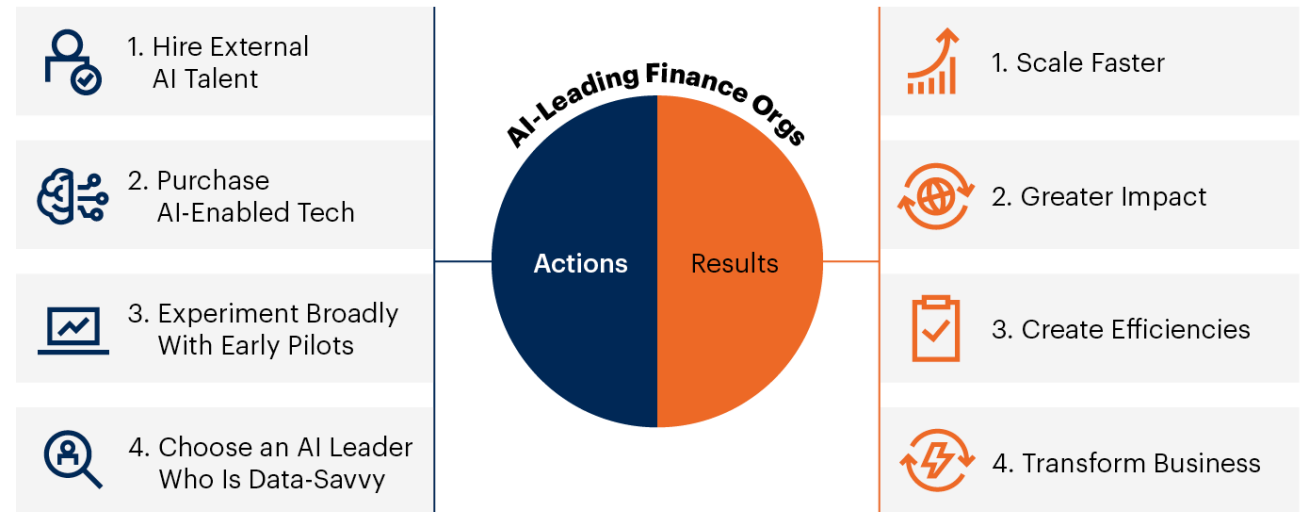 1. Hire External
AI Talent
2. Purchase
AI-Enabled Tech
3. Experiment Broadly
With Early Pilots
4. Choose an AI Leader
Who Is Data-Savvy
AI-Leading Finance Orgs
Actions
Results
1. Scale Faster
2. Greater Impact
3. Create Efficiencies
4. Transform Business